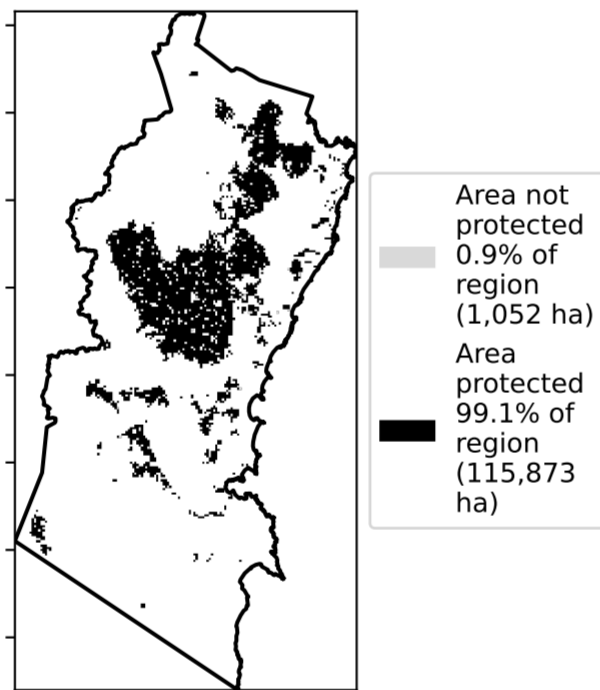 Area not
protected
0.9% of
region
(1,052 ha)
Area
protected
99.1% of
region
(115,873
ha)